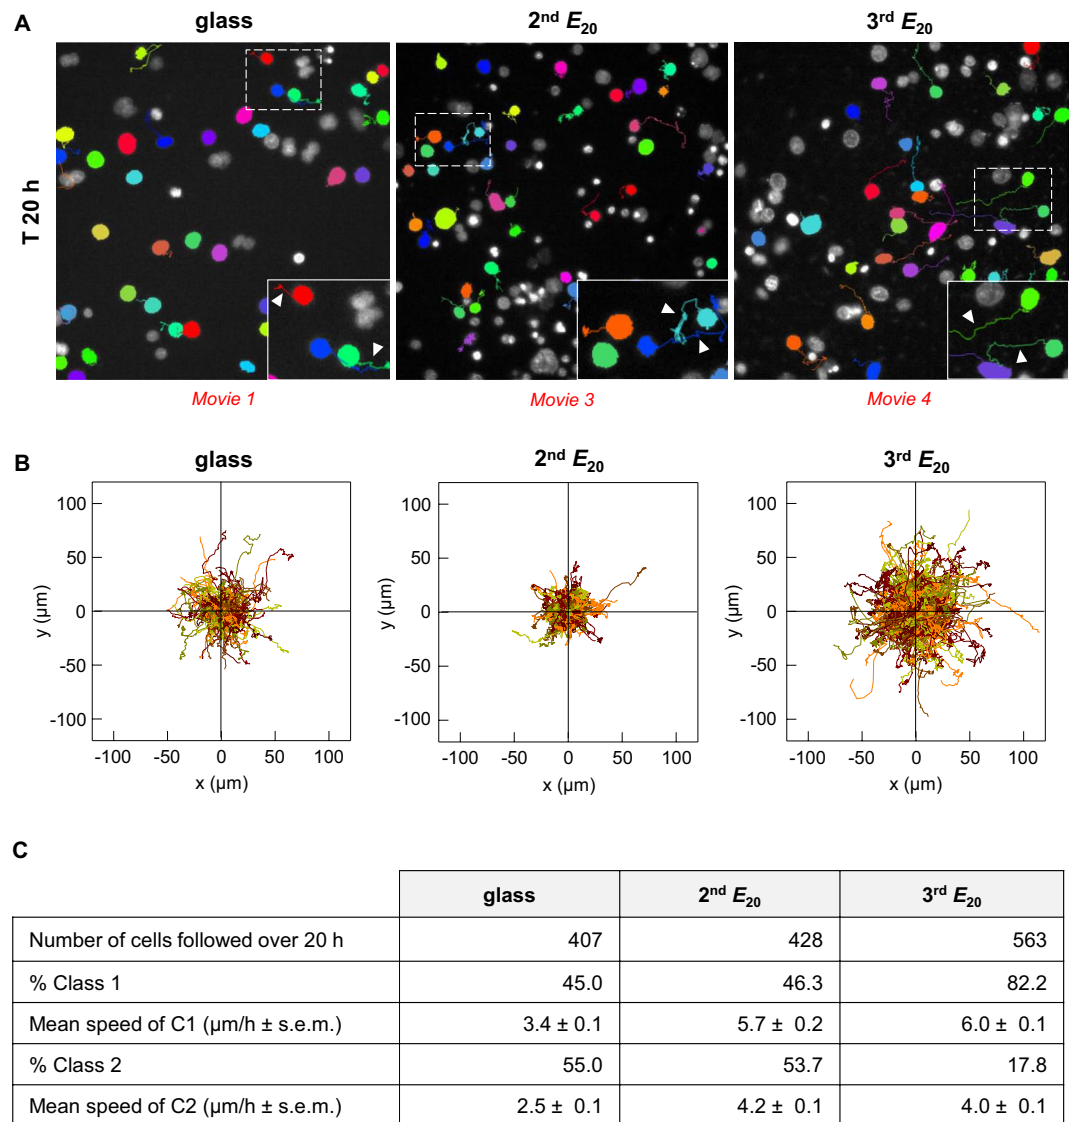 A
glass
2nd E20
3rd E20
T 20 h
Movie 1
Movie 3
Movie 4
B
glass
2nd E20
3rd E20
100
50
0
-50
-100
y (µm)
-100 -50 0 50 100
x (µm)
100
50
0
-50
-100
y (µm)
-100 -50 0 50 100
x (µm)
100
50
0
-50
-100
y (µm)
-100 -50 0 50 100
x (µm)
C
glass 2nd E20 3rd E20
Number of cells followed over 20 h 407 428 563
% Class 1 45.0 46.3 82.2
Mean speed of C1 (µm/h ± s.e.m.) 3.4 ± 0.1 5.7 ± 0.2 6.0 ± 0.1
% Class 2 55.0 53.7 17.8
Mean speed of C2 (µm/h ± s.e.m.) 2.5 ± 0.1 4.2 ± 0.1 4.0 ± 0.1